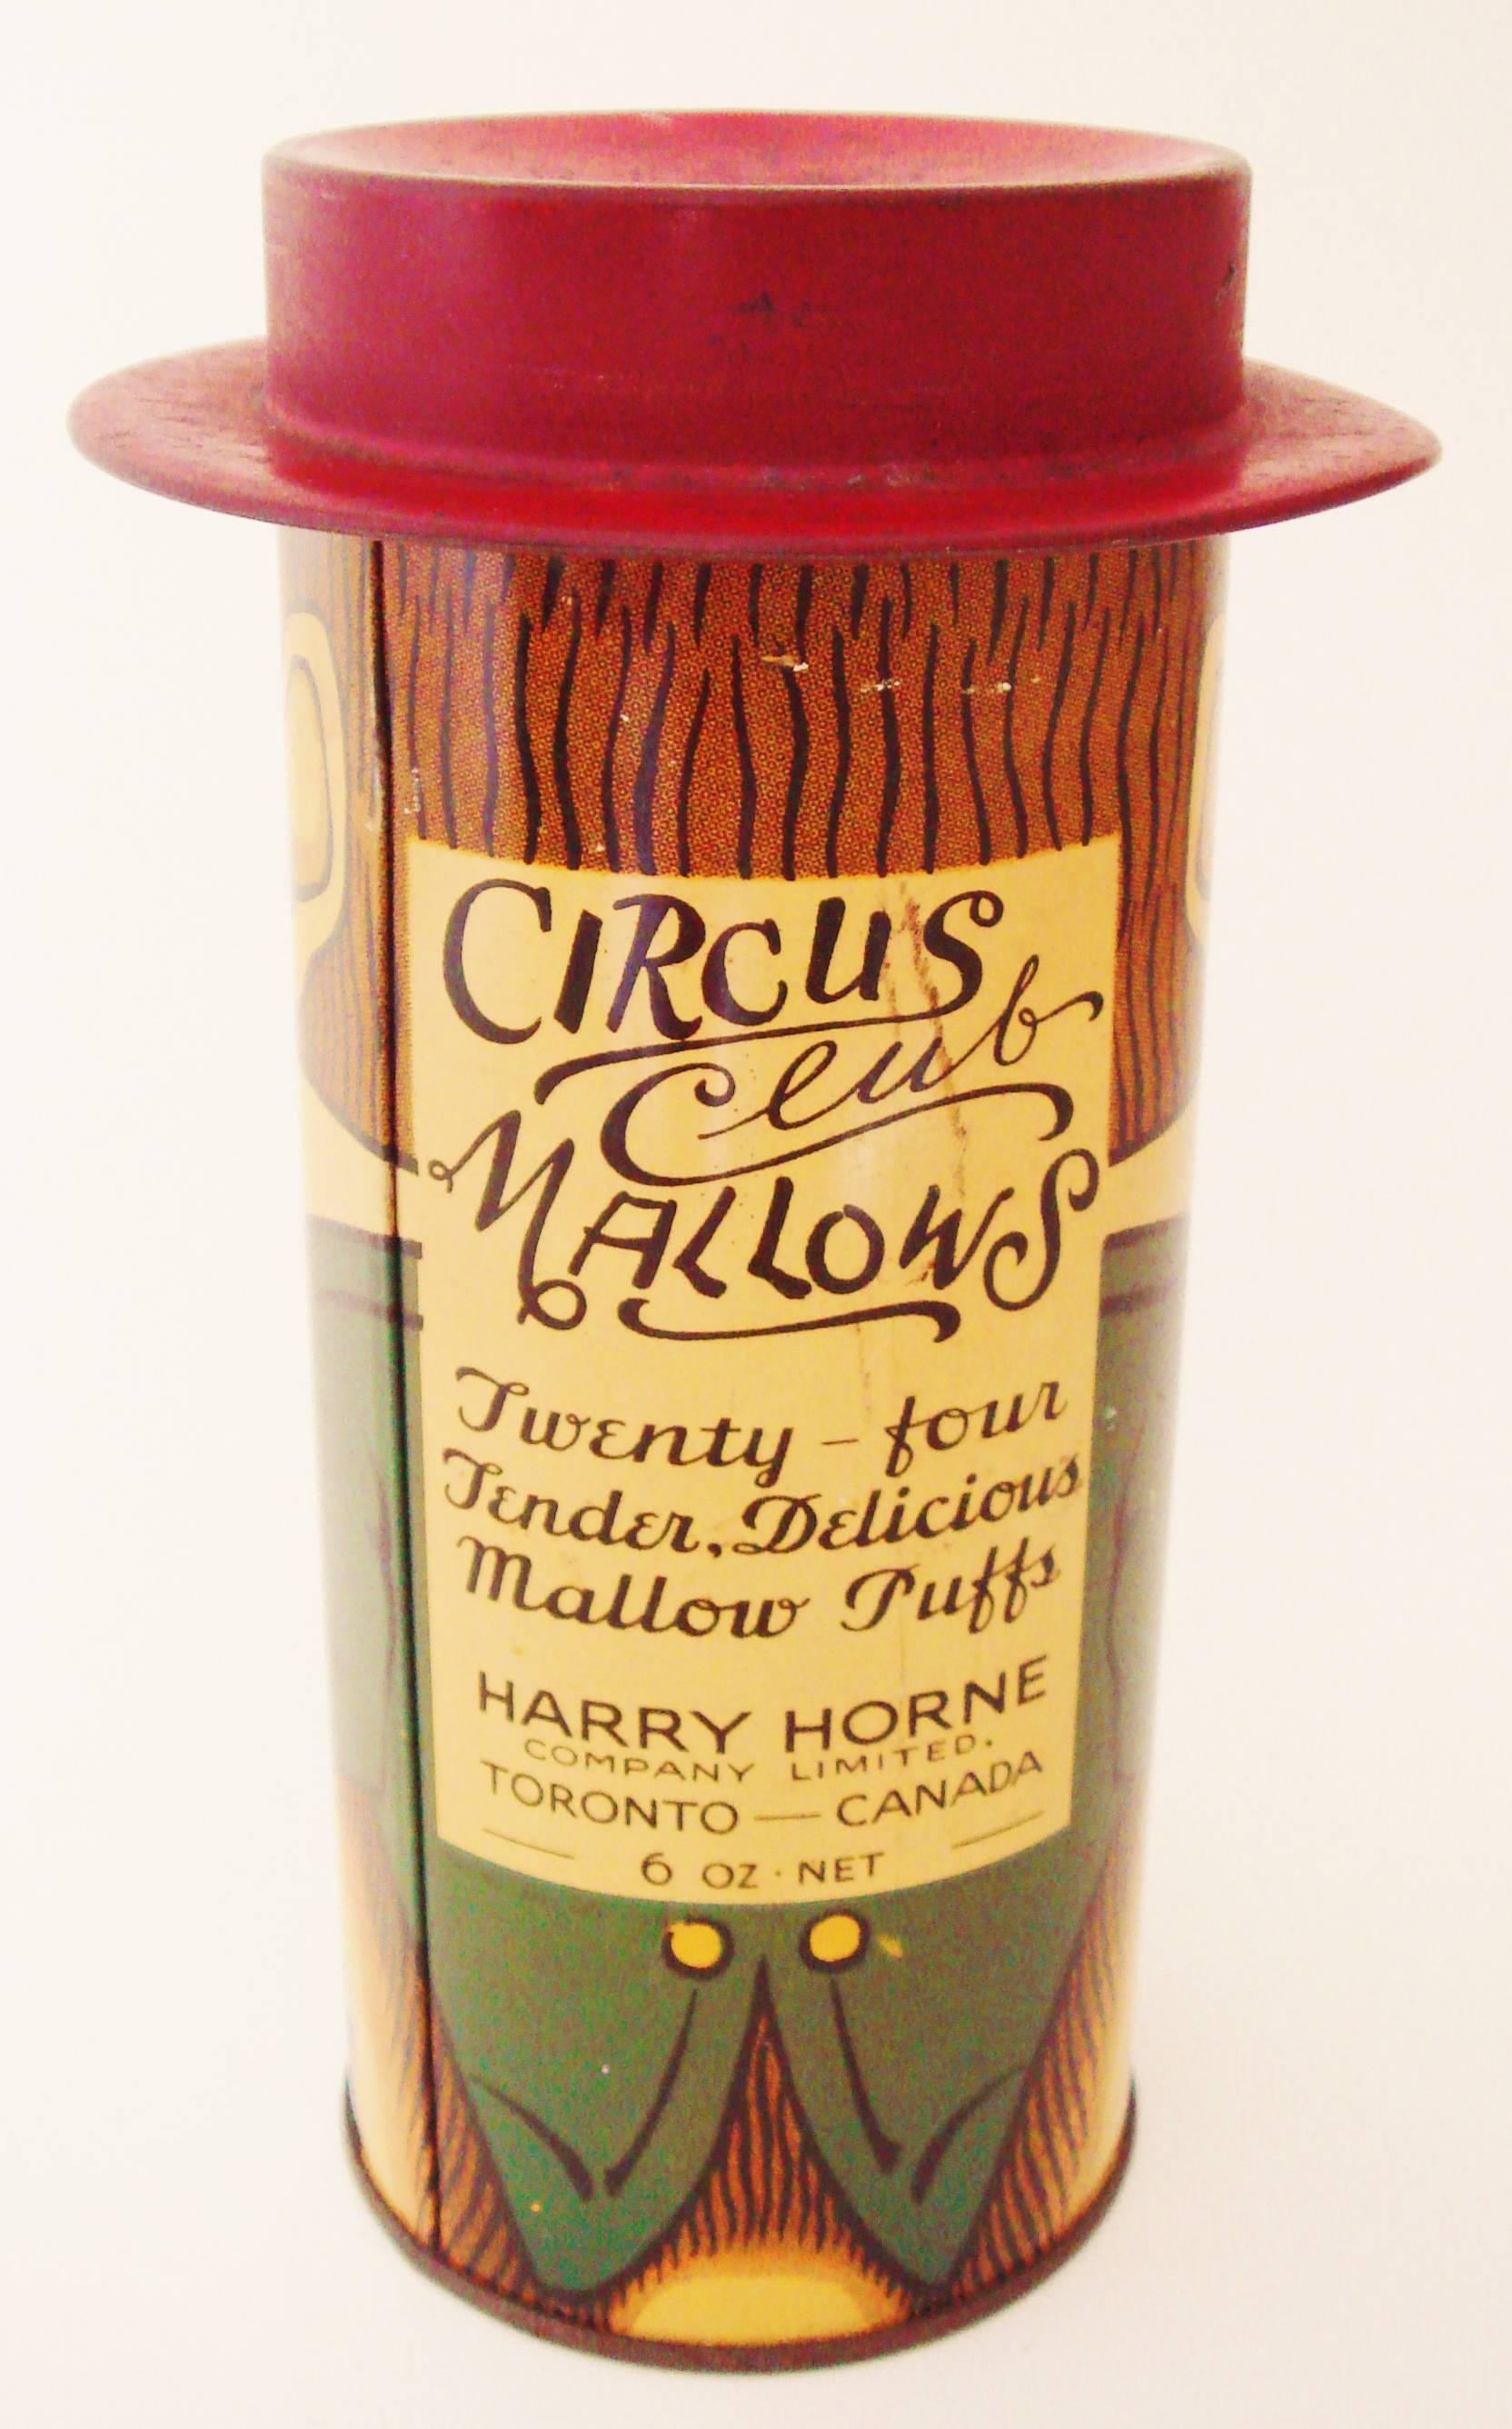 CIRCUS
Club
MALLOWS
Twenty - four
Tender, Delicious
Mallow Puffs
HARRY HORNE
COMPANY LIMITED.
TORONTO — CANADA
6 OZ · NET